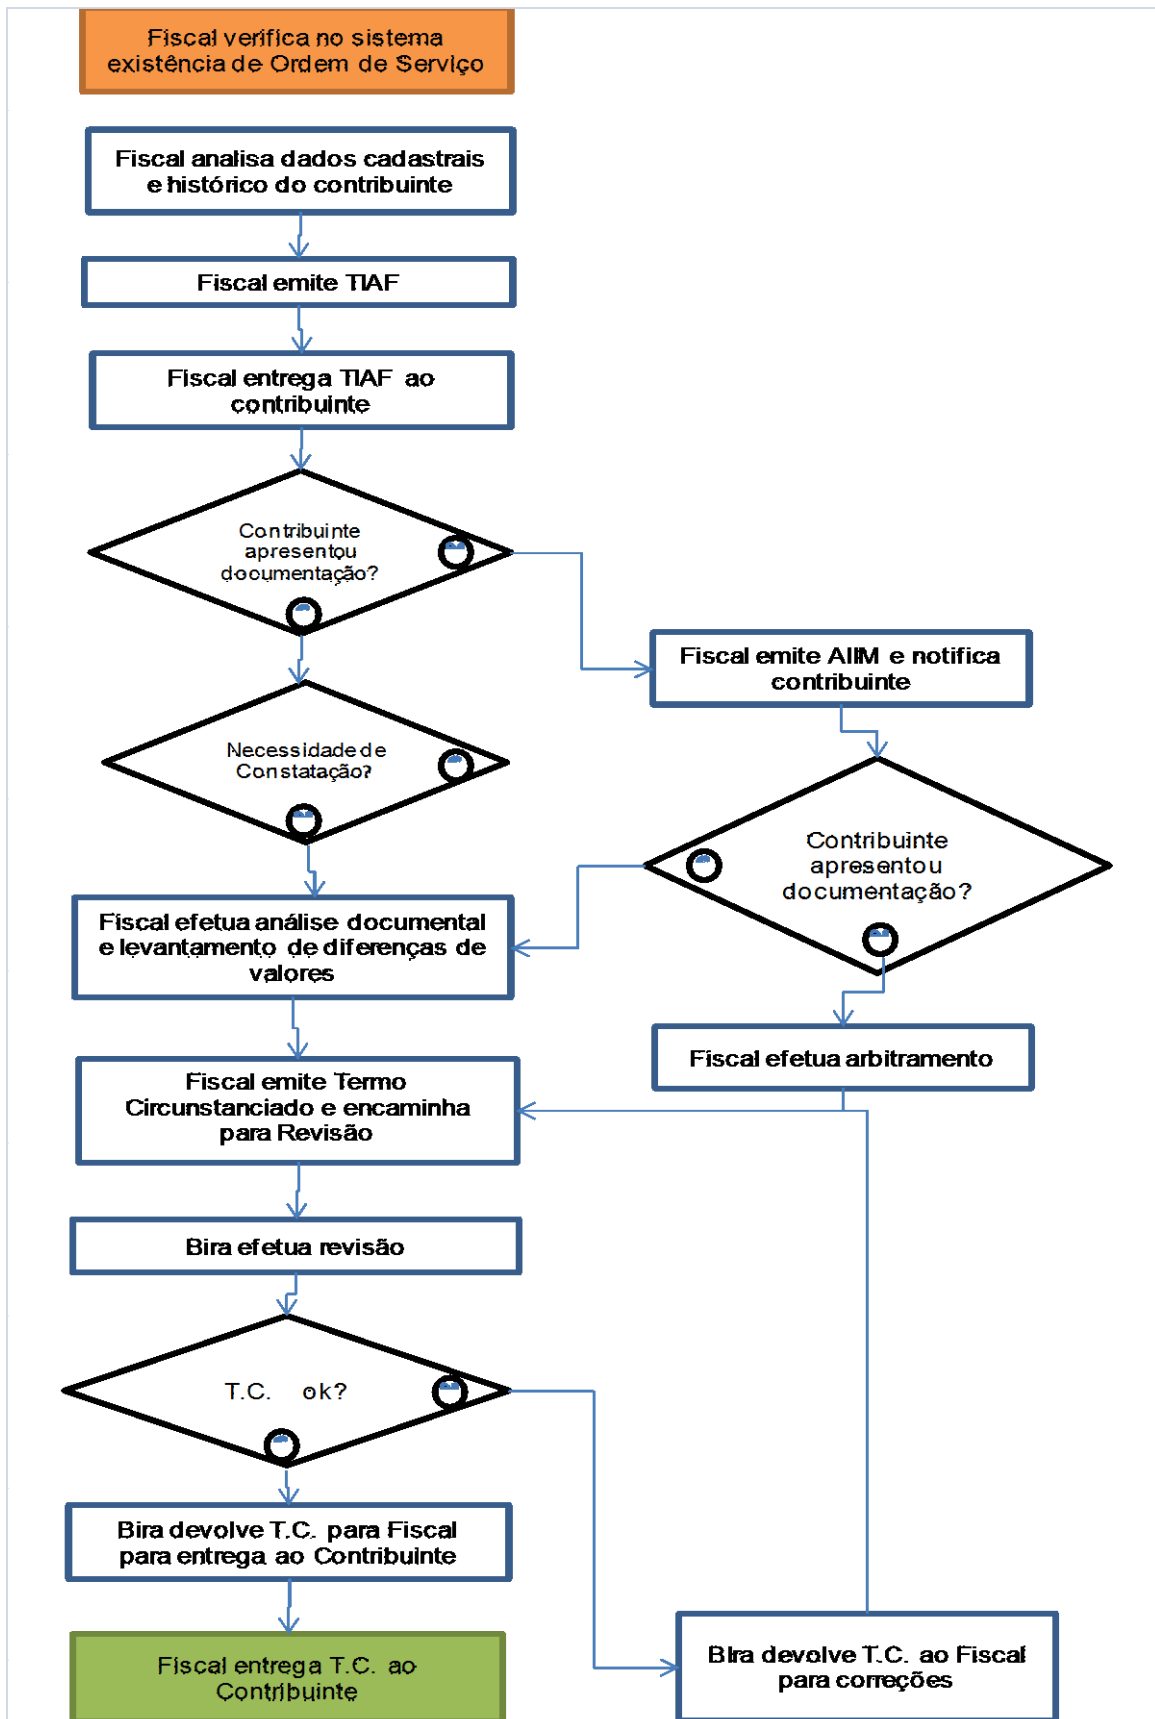 Fiscal verifica no sistema
existência de Ordem de Serviço
Fiscal analisa dados cadastrais
e histórico do contribuinte
Fiscal emite TIAF
Fiscal entrega TIAF ao
contribuinte
Contribuinte
apresentou
documentação?
Fiscal emite AIIM e notifica
contribuinte
Necessidade de
Constatação?
Contribuinte
apresentou
documentação?
Fiscal efetua análise documental
e levantamento de diferenças de
valores
Fiscal efetua arbitramento
Fiscal emite Termo
Circunstanciado e encaminha
para Revisão
Bira efetua revisão
T.C. ok?
Bira devolve T.C. para Fiscal
para entrega ao Contribuinte
Fiscal entrega T.C. ao
Contribuinte
Bira devolve T.C. ao Fiscal
para correções